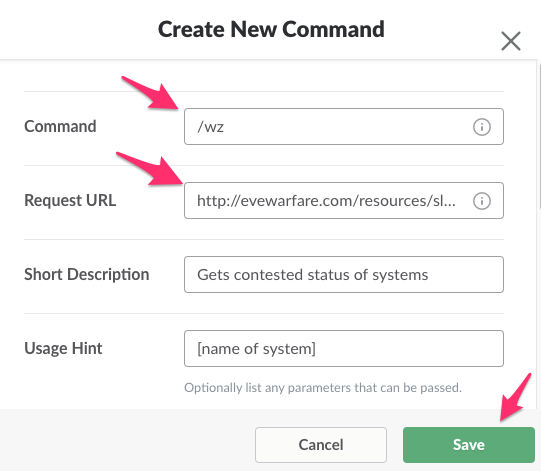 Create New Command
Command
/wz
Request URL
http://evewarfare.com/resources/sl...
Short Description
Gets contested status of systems
Usage Hint
[name of system]
Optionally list any parameters that can be passed.
Cancel
Save